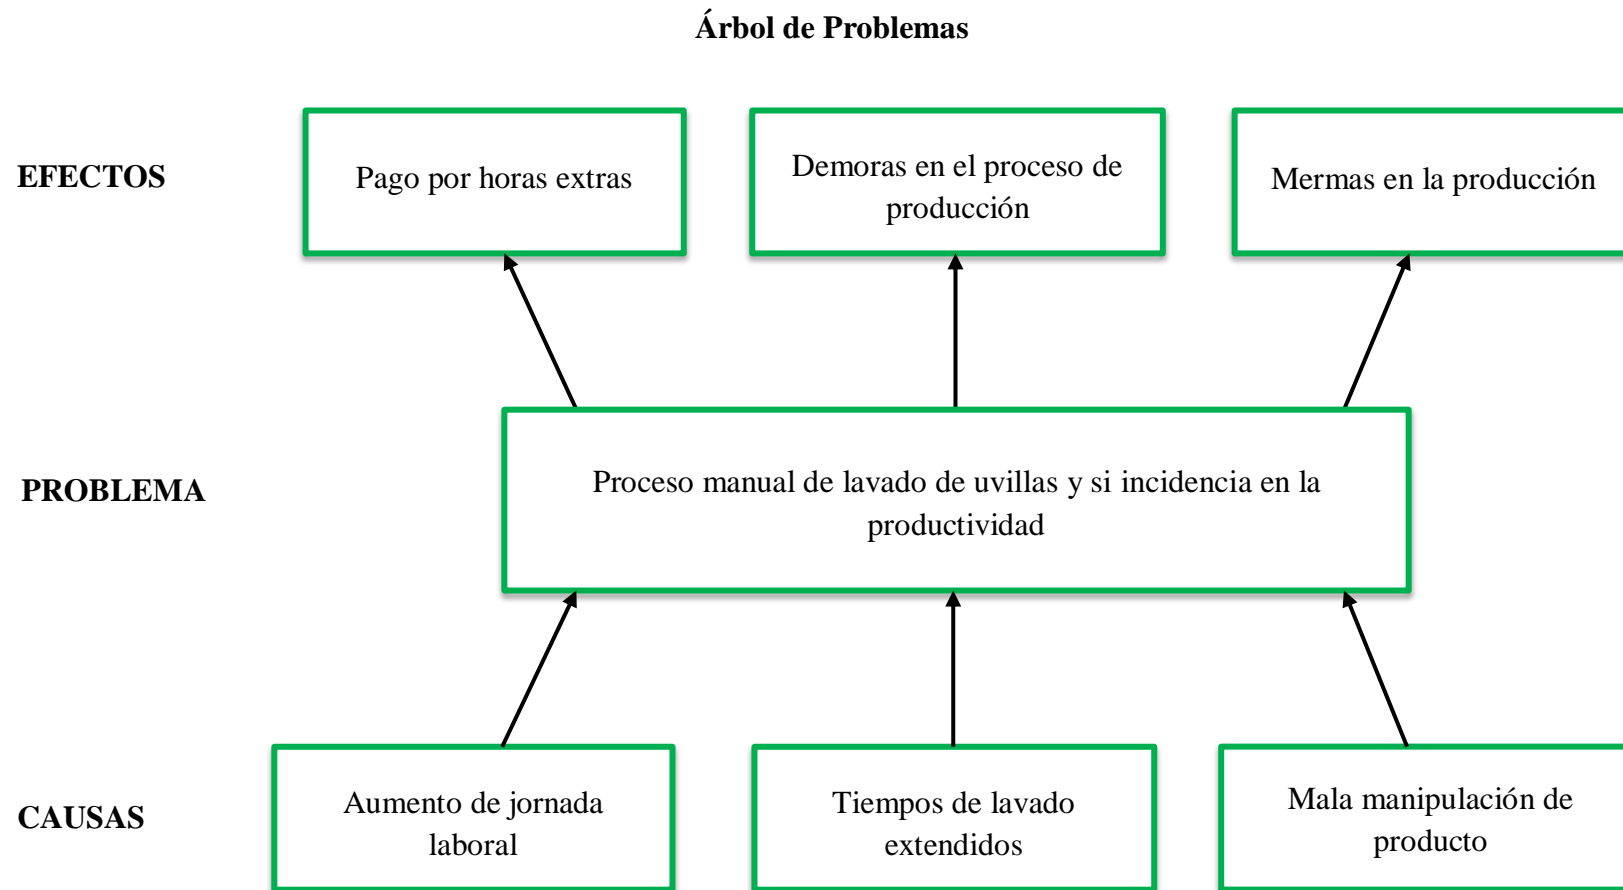 Árbol de Problemas
EFECTOS
Pago por horas extras
Demoras en el proceso de
producción
Mermas en la producción
PROBLEMA
Proceso manual de lavado de uvillas y si incidencia en la
productividad
CAUSAS
Aumento de jornada
laboral
Tiempos de lavado
extendidos
Mala manipulación de
producto